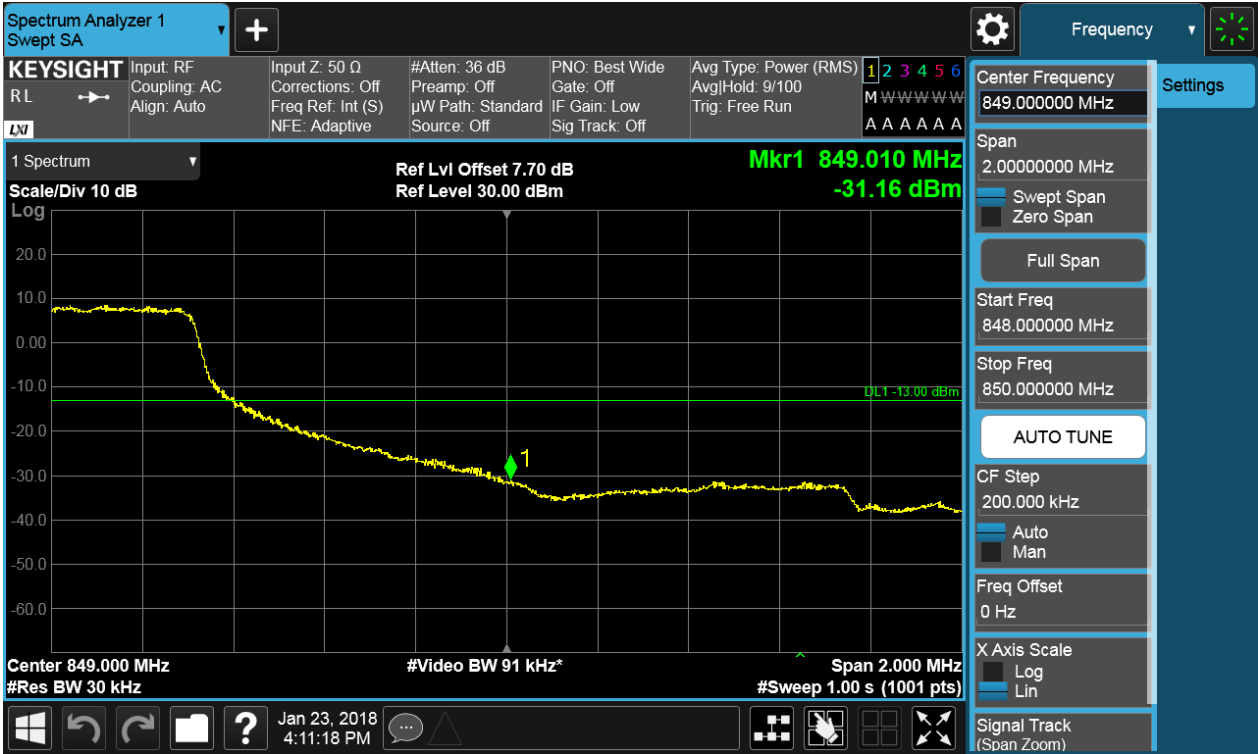 Spectrum Analyzer 1
Swept SA
Frequency
KEYSIGHT
R L
LXI
Input: RF
Coupling: AC
Align: Auto
Input Z: 50 Ω
Corrections: Off
Freq Ref: Int (S)
NFE: Adaptive
#Atten: 36 dB
Preamp: Off
µW Path: Standard
Source: Off
PNO: Best Wide
Gate: Off
IF Gain: Low
Sig Track: Off
Avg Type: Power (RMS)
Avg|Hold: 9/100
Trig: Free Run
1 2 3 4 5 6
M W W W W W
A A A A A A
1 Spectrum
Ref Lvl Offset 7.70 dB
Mkr1 849.010 MHz
Scale/Div 10 dB
Ref Level 30.00 dBm
-31.16 dBm
Log
20.0
10.0
0.00
-10.0
DL1 -13.00 dBm
-20.0
1
-30.0
-40.0
-50.0
-60.0
Center 849.000 MHz
#Video BW 91 kHz*
Span 2.000 MHz
#Res BW 30 kHz
#Sweep 1.00 s (1001 pts)
Center Frequency
849.000000 MHz
Settings
Span
2.00000000 MHz
Swept Span
Zero Span
Full Span
Start Freq
848.000000 MHz
Stop Freq
850.000000 MHz
AUTO TUNE
CF Step
200.000 kHz
Auto
Man
Freq Offset
0 Hz
X Axis Scale
Log
Lin
Signal Track
(Span Zoom)
?
Jan 23, 2018
4:11:18 PM